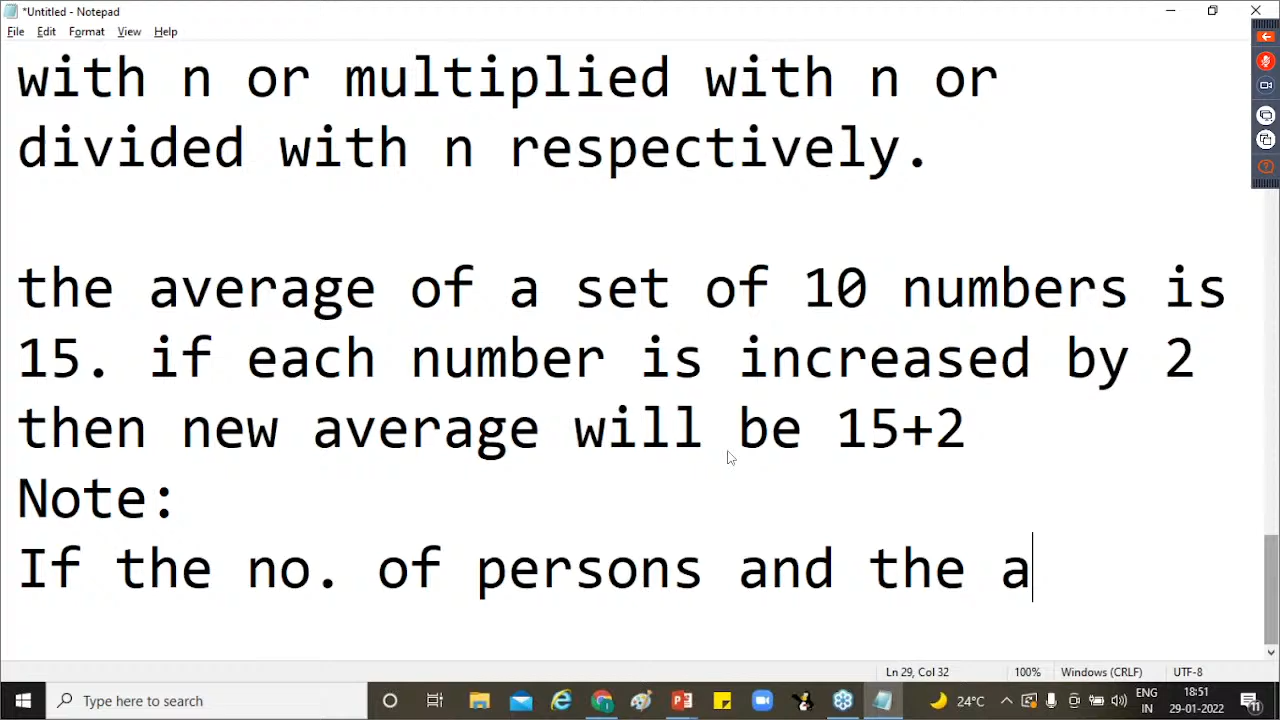 *Untitled - Notepad
File Edit Format View Help
with n or multiplied with n or
divided with n respectively.
the average of a set of 10 numbers is
15. if each number is increased by 2
then new average will be 15+2
Note:
If the no. of persons and the a
Ln 29, Col 32 100% Windows (CRLF) UTF-8
Type here to search 24°C ENG 18:51
IN 29-01-2022 11